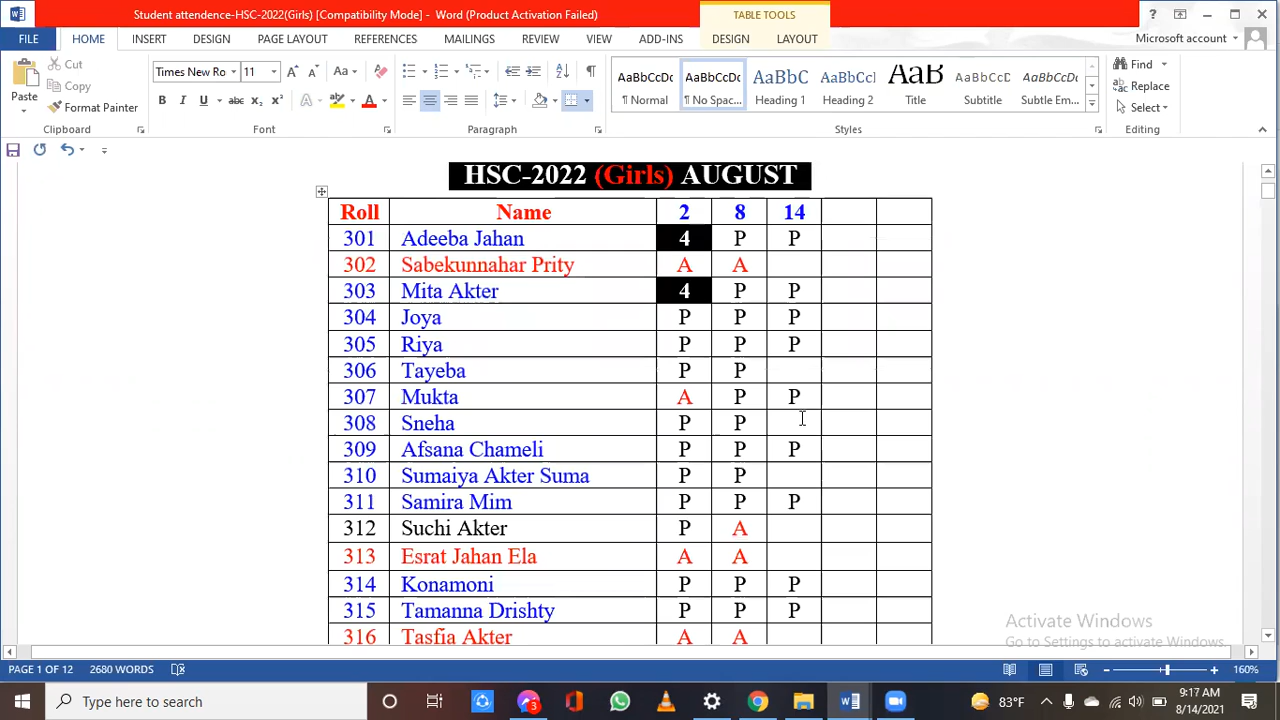 Student attendence-HSC-2022(Girls) [Compatibility Mode] - Word (Product Activation Failed)
TABLE TOOLS
FILE HOME INSERT DESIGN PAGE LAYOUT REFERENCES MAILINGS REVIEW VIEW ADD-INS DESIGN LAYOUT Microsoft account
Paste
Cut
Copy
Format Painter
Clipboard
Times New Ro 11
Font
Paragraph
AaBbCcDc AaBbCcDc AaBbC AaBbCc AaB AaBbCcD AaBbCcD
¶ Normal ¶ No Spac... Heading 1 Heading 2 Title Subtitle Subtle Em...
Styles
Find
Replace
Select
Editing
HSC-2022 (Girls) AUGUST
Roll Name 2 8 14
301 Adeeba Jahan 4 P P
302 Sabekunnahar Prity A A
303 Mita Akter 4 P P
304 Joya P P P
305 Riya P P P
306 Tayeba P P
307 Mukta A P P
308 Sneha P P
309 Afsana Chameli P P P
310 Sumaiya Akter Suma P P
311 Samira Mim P P P
312 Suchi Akter P A
313 Esrat Jahan Ela A A
314 Konamoni P P P
315 Tamanna Drishty P P P
316 Tasfia Akter A A
Activate Windows
Go to Settings to activate Windows.
PAGE 1 OF 12 2680 WORDS 160%
Type here to search
3
83°F
9:17 AM
8/14/2021